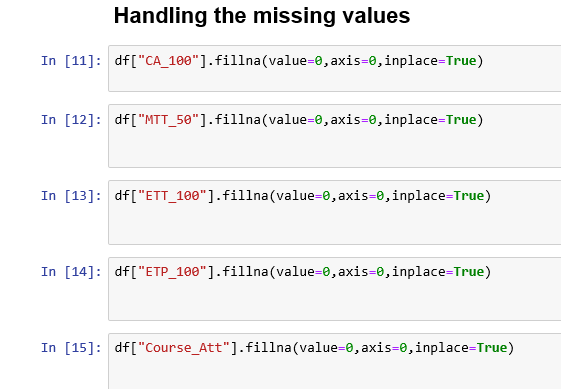 Handling the missing values
In [11]: df["CA_100"].fillna(value=0,axis=0,inplace=True)
In [12]: df["MTT_50"].fillna(value=0,axis=0,inplace=True)
In [13]: df["ETT_100"].fillna(value=0,axis=0,inplace=True)
In [14]: df["ETP_100"].fillna(value=0,axis=0,inplace=True)
In [15]: df["Course_Att"].fillna(value=0,axis=0,inplace=True)